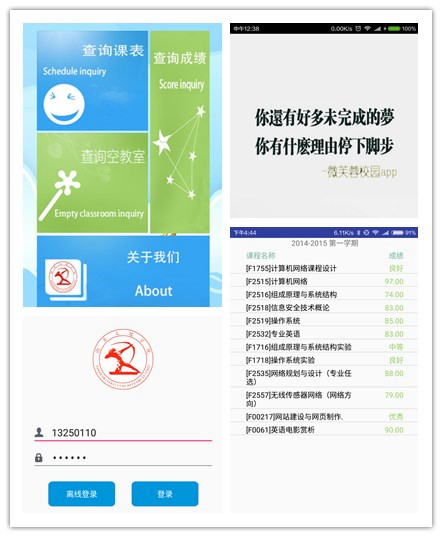 查询课表
Schedule inquiry
查询成绩
Score inquiry
查询空教室
Empty classroom inquiry
关于我们
About
中午12:38
0.00K/s
100%
你還有好多未完成的夢
你有什麽理由停下脚步
-微芙蓉校园app
13250110
••••••
离线登录
登录
下午4:44
6.11K/s
91%
2014-2015 第一学期
课程名称 成绩
[F1755]计算机网络课程设计 良好
[F2515]计算机网络 97.00
[F2516]组成原理与系统结构 74.00
[F2518]信息安全技术概论 83.00
[F2519]操作系统 85.00
[F2532]专业英语 83.00
[F1716]组成原理与系统结构实验 中等
[F1718]操作系统实验 良好
[F2535]网络规划与设计（专业任 88.00
选）
[F2557]无线传感器网络（网络方 79.00
向）
[F00217]网站建设与网页制作. 优秀
[F0061]英语电影赏析 90.00